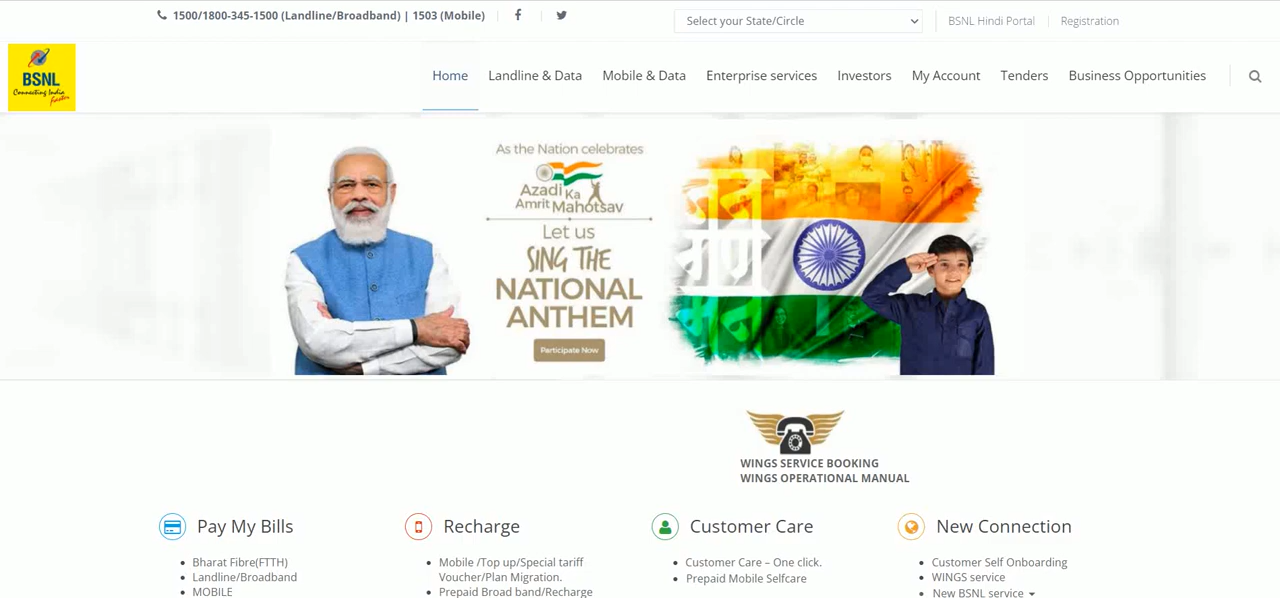 1500/1800-345-1500 (Landline/Broadband) | 1503 (Mobile)
Select your State/Circle
BSNL Hindi Portal
Registration
BSNL
Connecting India
faster
Home
Landline & Data
Mobile & Data
Enterprise services
Investors
My Account
Tenders
Business Opportunities
As the Nation celebrates
Azadi Ka
Amrit Mahotsav
Let us
SING THE
NATIONAL
ANTHEM
Participate Now
WINGS SERVICE BOOKING
WINGS OPERATIONAL MANUAL
Pay My Bills
Bharat Fibre(FTTH)
Landline/Broadband
MOBILE
Recharge
Mobile /Top up/Special tariff
Voucher/Plan Migration.
Prepaid Broad band/Recharge
Customer Care
Customer Care – One click.
Prepaid Mobile Selfcare
New Connection
Customer Self Onboarding
WINGS service
New BSNL service